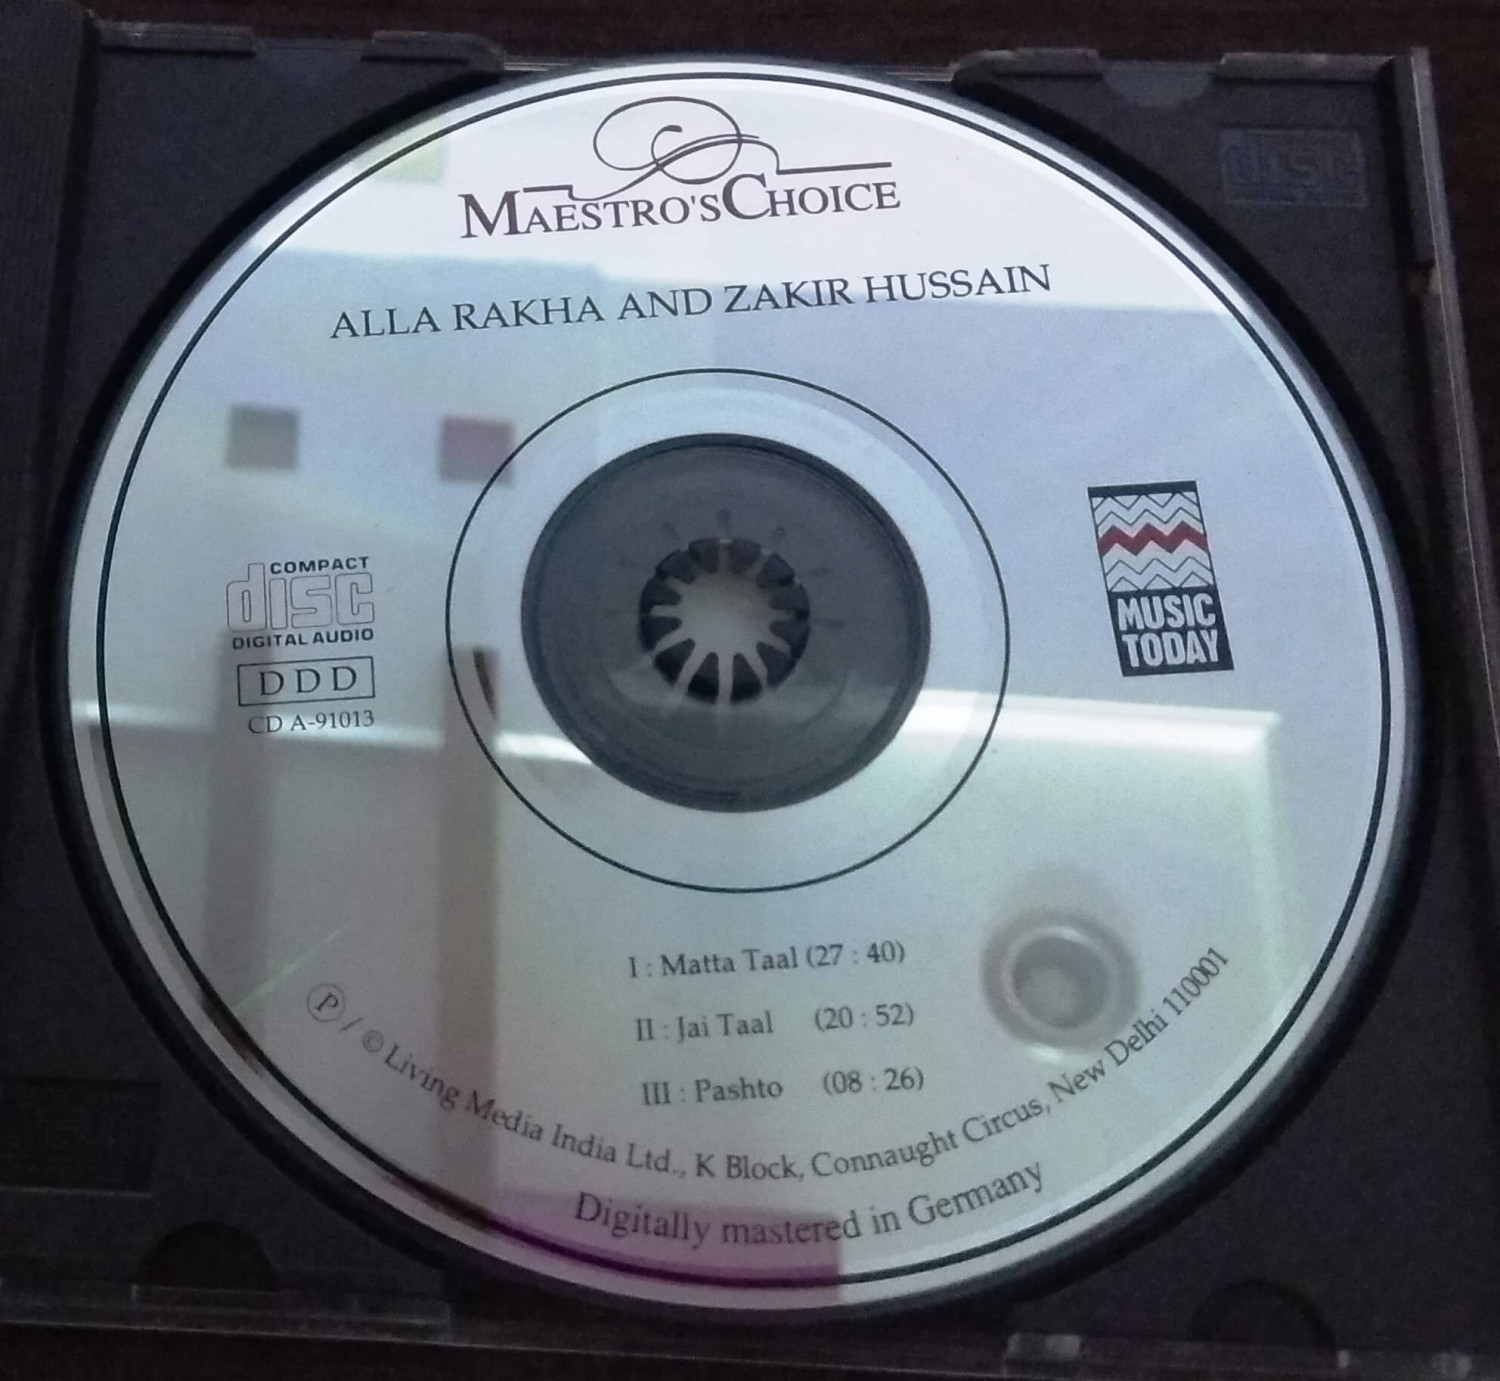 MAESTRO'S CHOICE
ALLA RAKHA AND ZAKIR HUSSAIN
COMPACT
disc
DIGITAL AUDIO
DDD
CD A-91013
MUSIC
TODAY
I : Matta Taal (27 : 40)
II : Jai Taal (20 : 52)
III : Pashto (08 : 26)
Ⓟ / © Living Media India Ltd., K Block, Connaught Circus, New Delhi 110001
Digitally mastered in Germany
disc